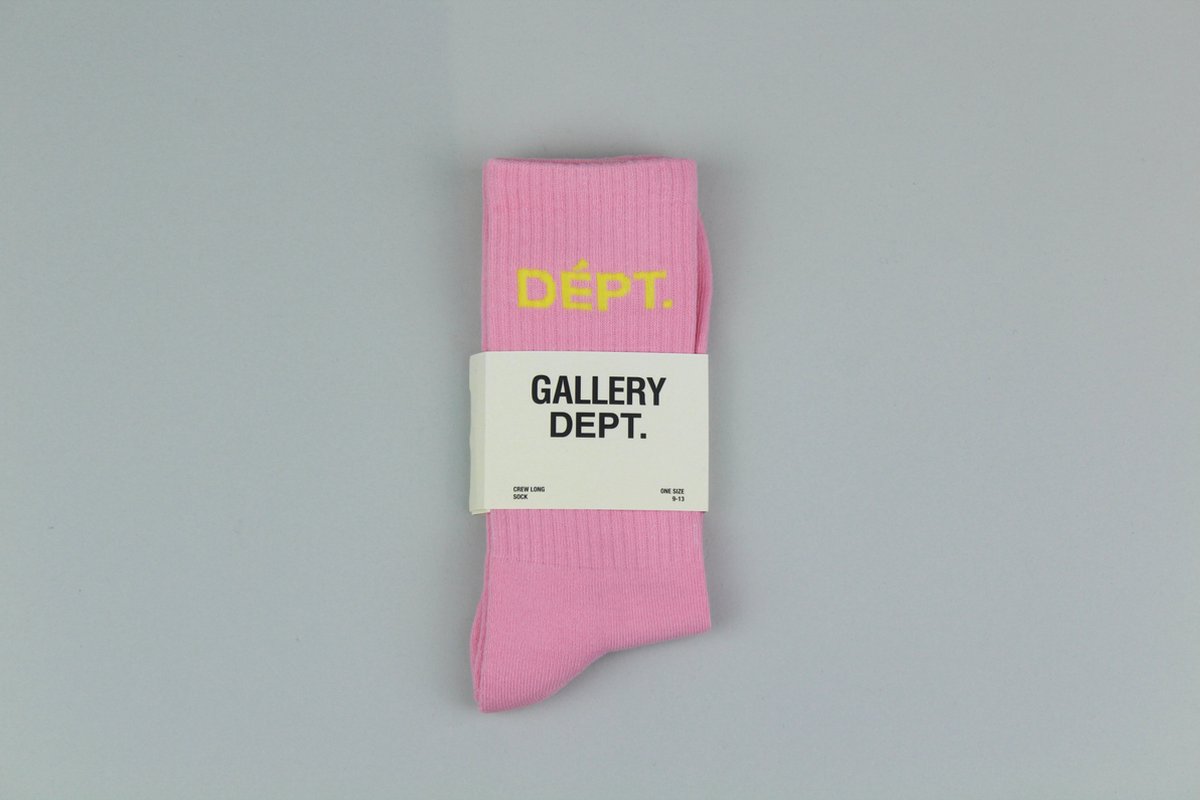 DÉPT.
GALLERY
DEPT.
CREW LONG
SOCK
ONE SIZE
9-13